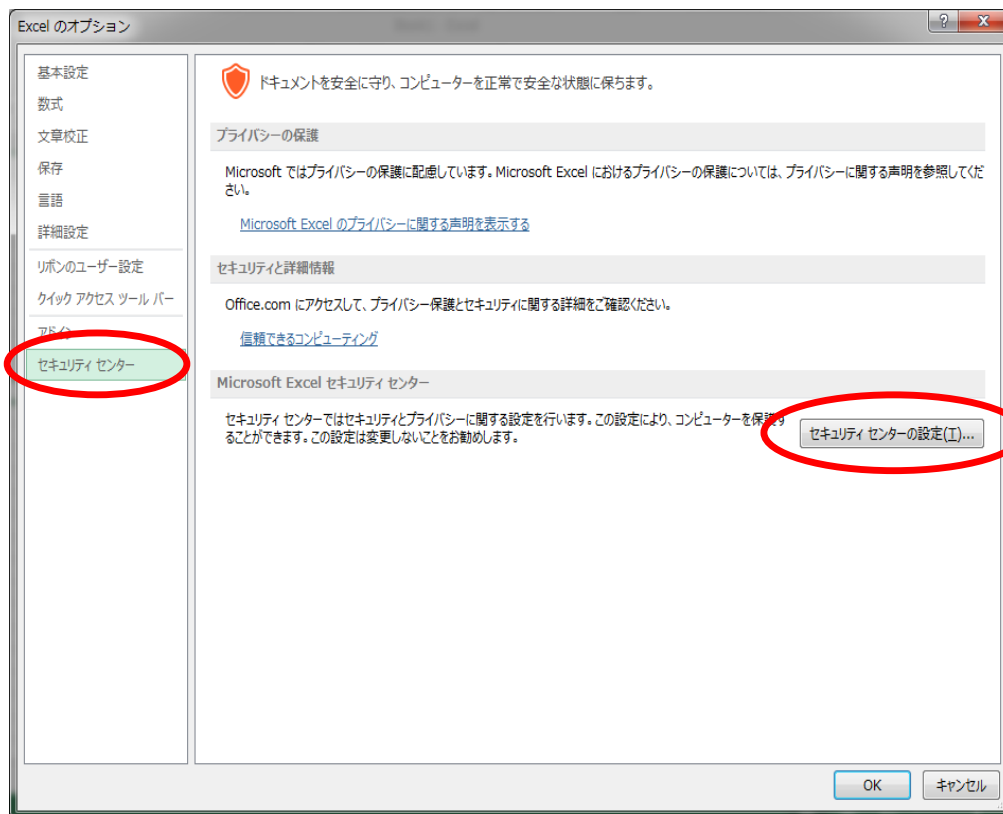 Excel のオプション
基本設定
数式
文章校正
保存
言語
詳細設定
リボンのユーザー設定
クイック アクセス ツール バー
アドイン
セキュリティ センター
ドキュメントを安全に守り、コンピューターを正常で安全な状態に保ちます。
プライバシーの保護
Microsoft ではプライバシーの保護に配慮しています。Microsoft Excel におけるプライバシーの保護については、プライバシーに関する声明を参照してくだ
さい。
Microsoft Excel のプライバシーに関する声明を表示する
セキュリティと詳細情報
Office.com にアクセスして、プライバシー保護とセキュリティに関する詳細をご確認ください。
信頼できるコンピューティング
Microsoft Excel セキュリティ センター
セキュリティ センターではセキュリティとプライバシーに関する設定を行います。この設定により、コンピューターを保護す
ることができます。この設定は変更しないことをお勧めします。
セキュリティ センターの設定(T)...
OK
キャンセル